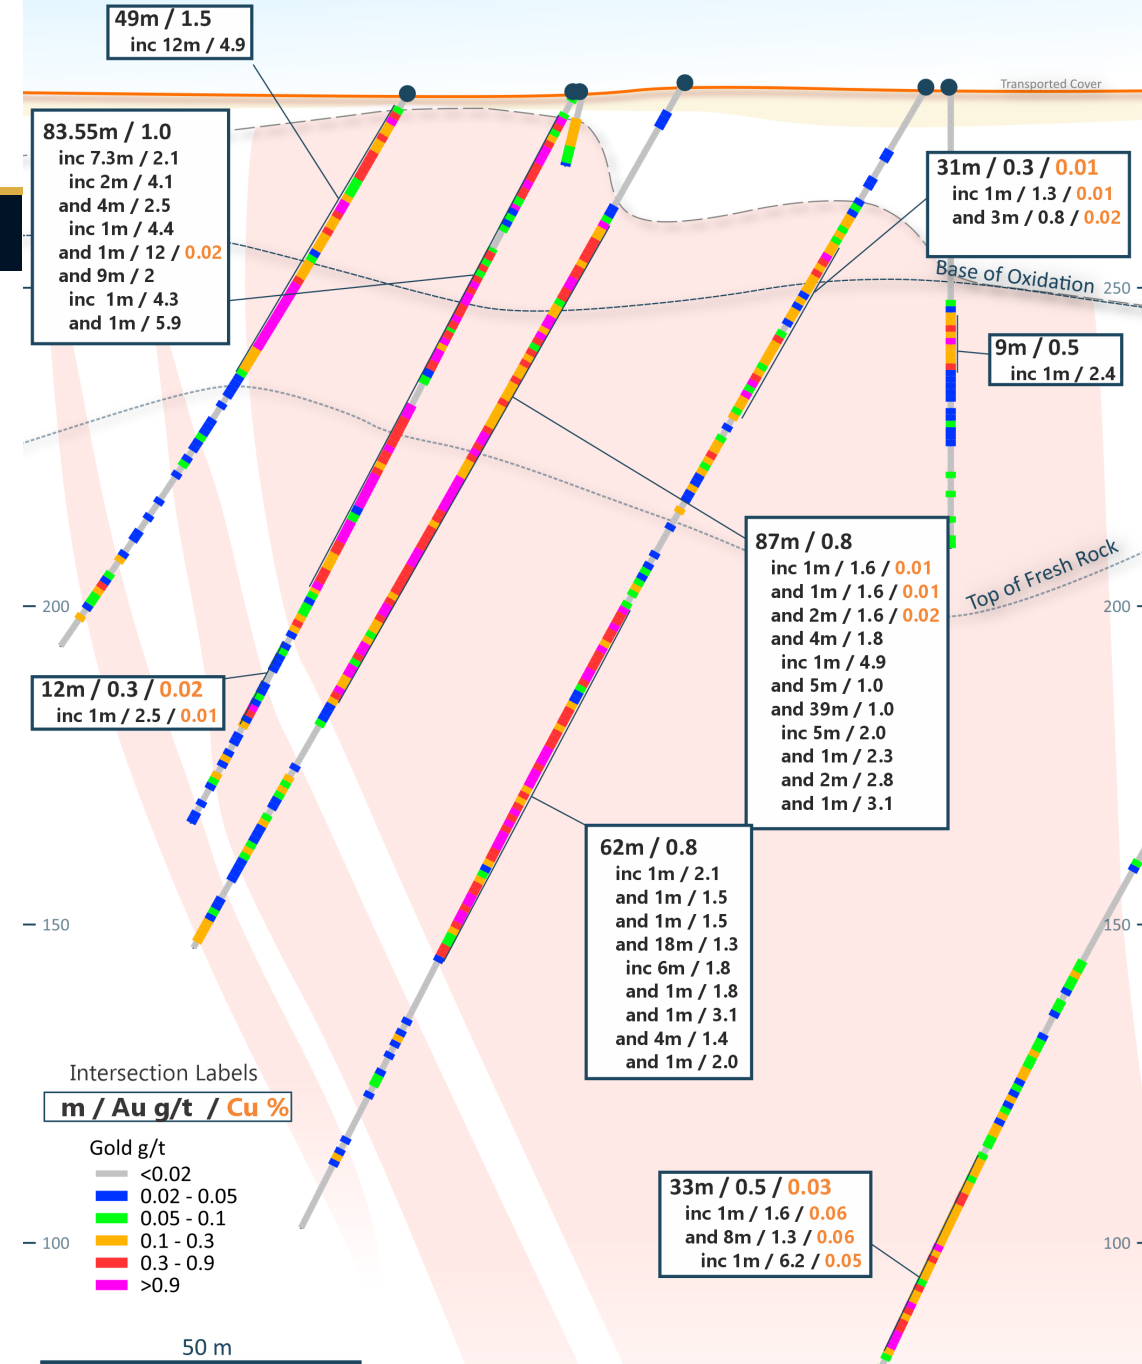 49m / 1.5
inc 12m / 4.9
Transported Cover
83.55m / 1.0
inc 7.3m / 2.1
inc 2m / 4.1
and 4m / 2.5
inc 1m / 4.4
and 1m / 12 / 0.02
and 9m / 2
inc 1m / 4.3
and 1m / 5.9
31m / 0.3 / 0.01
inc 1m / 1.3 / 0.01
and 3m / 0.8 / 0.02
Base of Oxidation
250
9m / 0.5
inc 1m / 2.4
87m / 0.8
inc 1m / 1.6 / 0.01
and 1m / 1.6 / 0.01
and 2m / 1.6 / 0.02
and 4m / 1.8
inc 1m / 4.9
and 5m / 1.0
and 39m / 1.0
inc 5m / 2.0
and 1m / 2.3
and 2m / 2.8
and 1m / 3.1
Top of Fresh Rock
200
200
12m / 0.3 / 0.02
inc 1m / 2.5 / 0.01
62m / 0.8
inc 1m / 2.1
and 1m / 1.5
and 1m / 1.5
and 18m / 1.3
inc 6m / 1.8
and 1m / 1.8
and 1m / 3.1
and 4m / 1.4
and 1m / 2.0
150
150
Intersection Labels
m / Au g/t / Cu %
Gold g/t
<0.02
0.02 - 0.05
0.05 - 0.1
0.1 - 0.3
0.3 - 0.9
>0.9
33m / 0.5 / 0.03
inc 1m / 1.6 / 0.06
and 8m / 1.3 / 0.06
inc 1m / 6.2 / 0.05
100
100
50 m